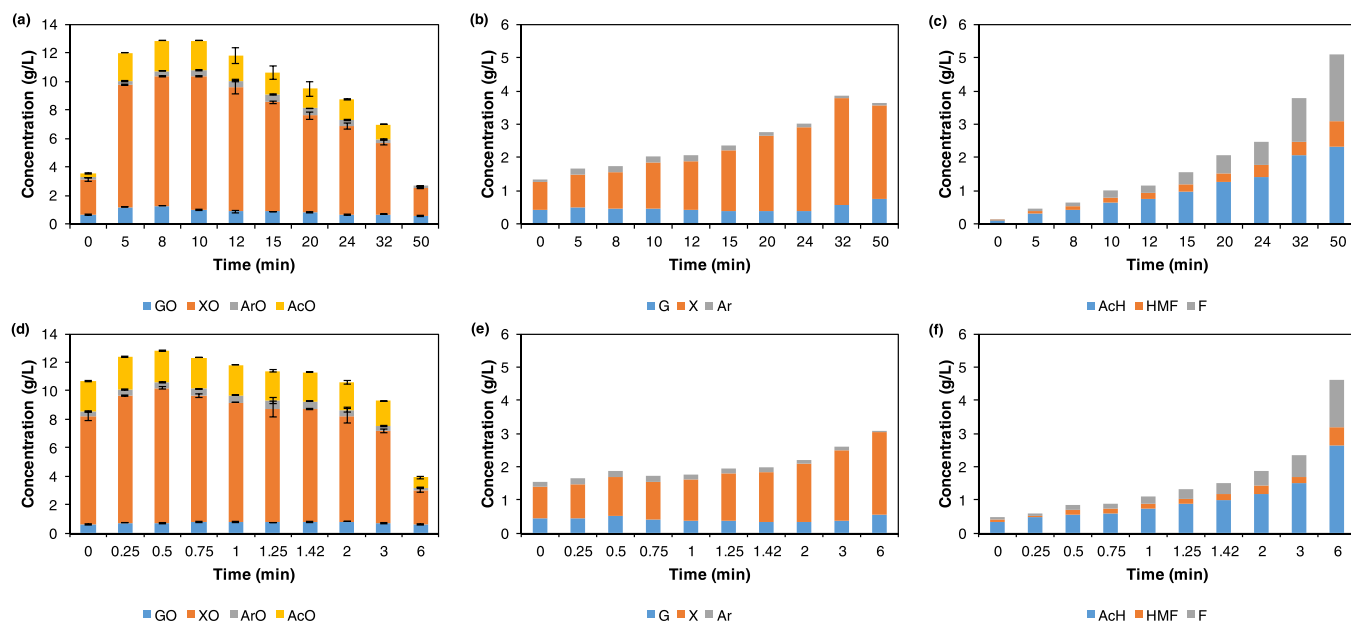 (a)
Concentration (g/L)
14
12
10
8
6
4
2
0
0 5 8 10 12 15 20 24 32 50
Time (min)
GO XO ArO AcO
(b)
Concentration (g/L)
6
5
4
3
2
1
0
0 5 8 10 12 15 20 24 32 50
Time (min)
G X Ar
(c)
Concentration (g/L)
6
5
4
3
2
1
0
0 5 8 10 12 15 20 24 32 50
Time (min)
AcH HMF F
(d)
Concentration (g/L)
14
12
10
8
6
4
2
0
0 0.25 0.5 0.75 1 1.25 1.42 2 3 6
Time (min)
GO XO ArO AcO
(e)
Concentration (g/L)
6
5
4
3
2
1
0
0 0.25 0.5 0.75 1 1.25 1.42 2 3 6
Time (min)
G X Ar
(f)
Concentration (g/L)
6
5
4
3
2
1
0
0 0.25 0.5 0.75 1 1.25 1.42 2 3 6
Time (min)
AcH HMF F